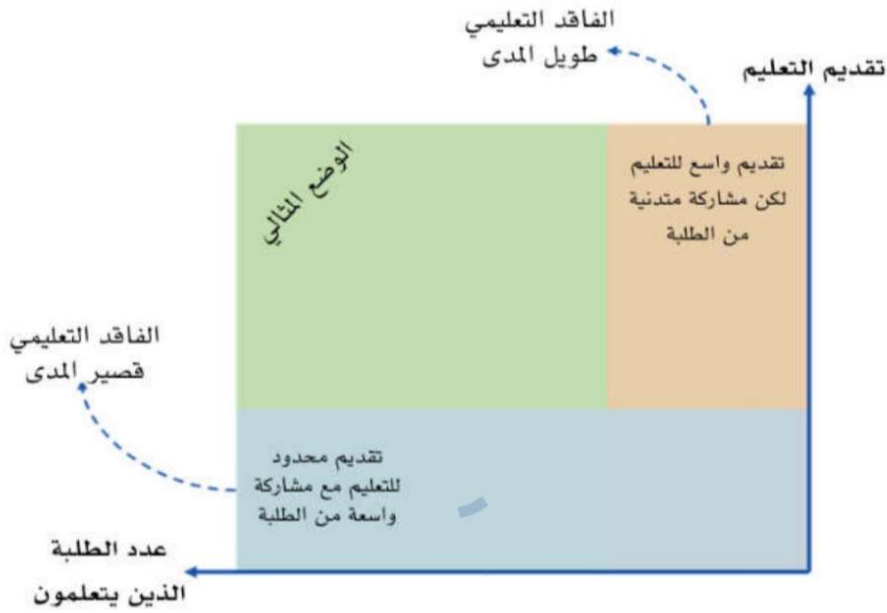 الفاقد التعليمي
طويل المدى
تقديم التعليم
تقديم واسع للتعليم
لكن مشاركة متدنية
من الطلبة
الوضع المثالي
الفاقد التعليمي
قصير المدى
تقديم محدود
للتعليم مع مشاركة
واسعة من الطلبة
عدد الطلبة
الذين يتعلمون